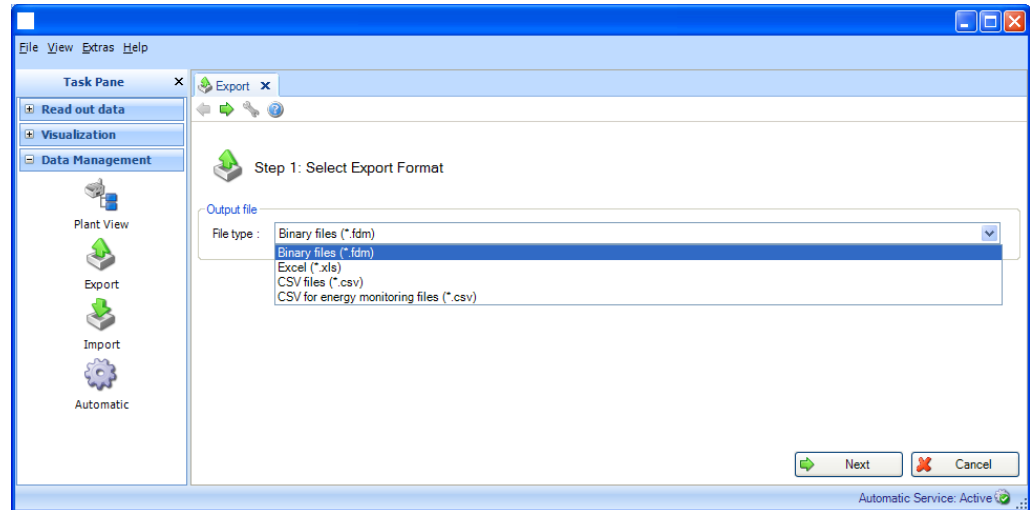 File View Extras Help
Task Pane
Read out data
Visualization
Data Management
Plant View
Export
Import
Automatic
Export
Step 1: Select Export Format
Output file
File type : Binary files (*.fdm)
Binary files (*.fdm)
Excel (*.xls)
CSV files (*.csv)
CSV for energy monitoring files (*.csv)
Next Cancel
Automatic Service: Active